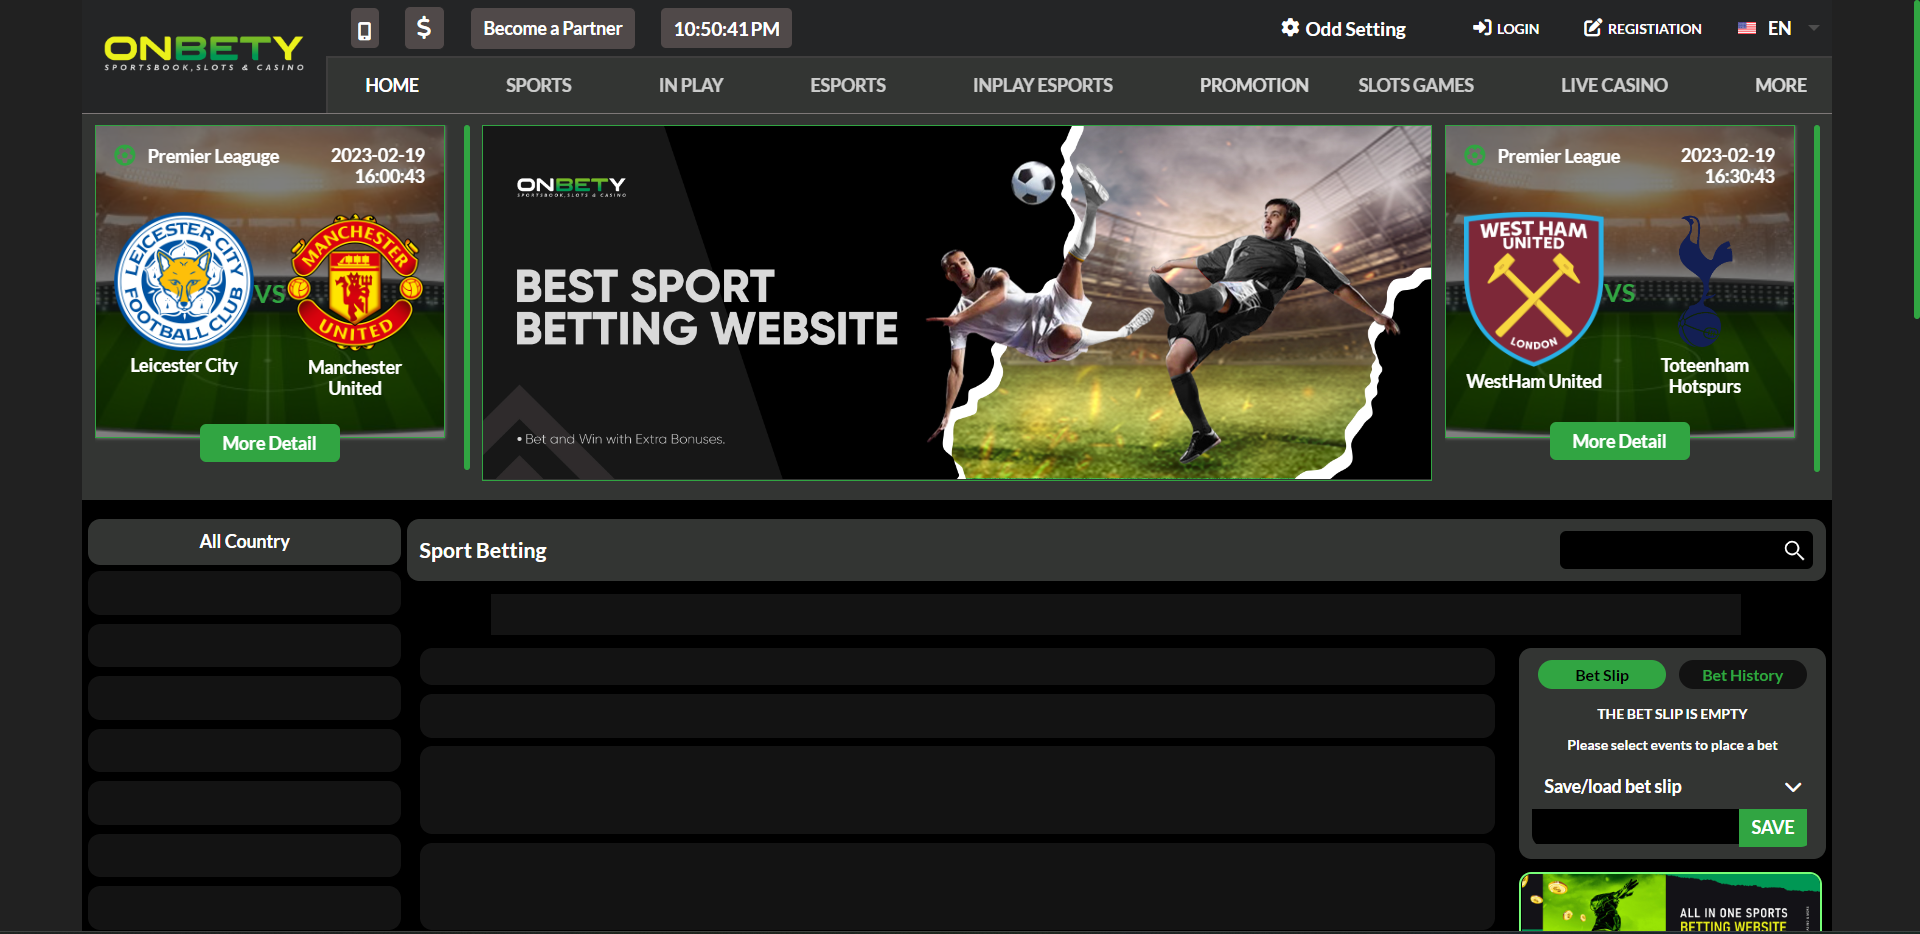 ONBETY
SPORTSBOOK,SLOTS & CASINO
$
Become a Partner
10:50:41 PM
Odd Setting
LOGIN
REGISTIATION
EN
HOME
SPORTS
IN PLAY
ESPORTS
INPLAY ESPORTS
PROMOTION
SLOTS GAMES
LIVE CASINO
MORE
Premier Leaguge
2023-02-19
16:00:43
LEICESTER CITY
FOOTBALL CLUB
VS
MANCHESTER
UNITED
Leicester City
Manchester
United
More Detail
ONBETY
SPORTSBOOK,SLOTS & CASINO
BEST SPORT
BETTING WEBSITE
• Bet and Win with Extra Bonuses.
Premier League
2023-02-19
16:30:43
WEST HAM
UNITED
LONDON
VS
WestHam United
Toteenham
Hotspurs
More Detail
All Country
Sport Betting
Bet Slip
Bet History
THE BET SLIP IS EMPTY
Please select events to place a bet
Save/load bet slip
SAVE
ALL IN ONE SPORTS
BETTING WEBSITE